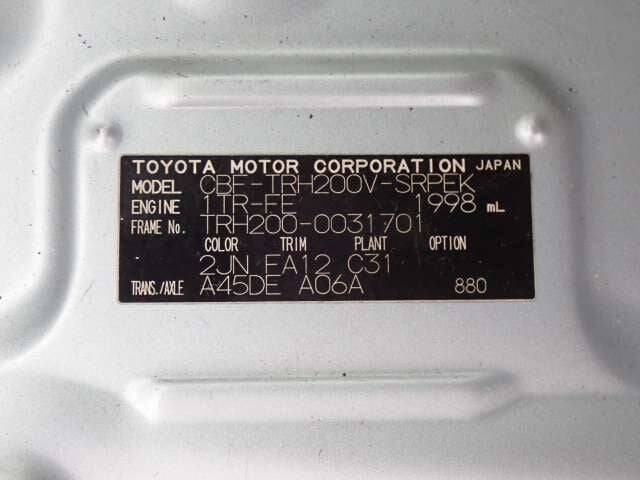 TOYOTA MOTOR CORPORATION JAPAN
MODEL CBF-TRH200V-SRPEK
ENGINE 1TR-FE 1998 mL
FRAME No. TRH200-0031701
COLOR TRIM PLANT OPTION
2JN FA12 C31
TRANS./AXLE A45DE A06A 880